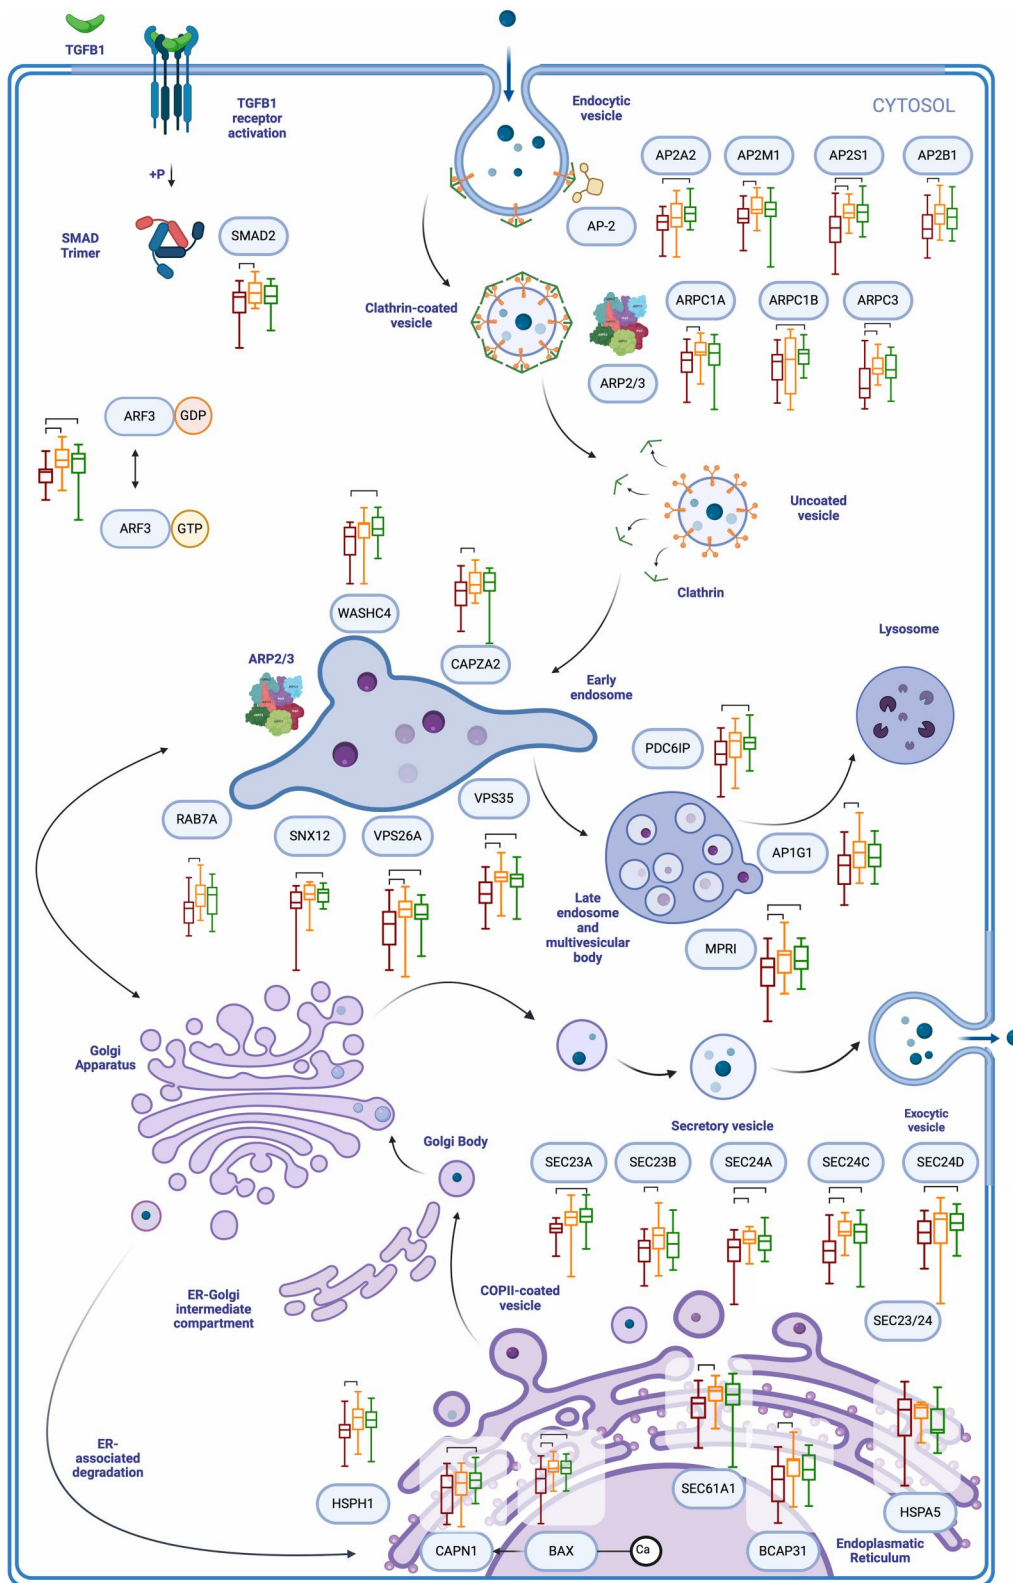 TGFB1
TGFB1
receptor
activation
Endocytic
vesicle
CYTOSOL
AP2A2
AP2M1
AP2S1
AP2B1
+P
AP-2
SMAD
Trimer
SMAD2
Clathrin-coated
vesicle
ARPC1A
ARPC1B
ARPC3
ARP2/3
ARF3
GDP
ARF3
GTP
Uncoated
vesicle
Clathrin
WASHC4
CAPZA2
ARP2/3
Early
endosome
Lysosome
PDC6IP
VPS35
RAB7A
SNX12
VPS26A
AP1G1
Late
endosome
and
multivesicular
body
MPRI
Golgi
Apparatus
Golgi Body
Secretory vesicle
Exocytic
vesicle
SEC23A
SEC23B
SEC24A
SEC24C
SEC24D
ER-Golgi
intermediate
compartment
COPII-coated
vesicle
SEC23/24
ER-
associated
degradation
HSPH1
SEC61A1
HSPA5
CAPN1
BAX
Ca
BCAP31
Endoplasmatic
Reticulum